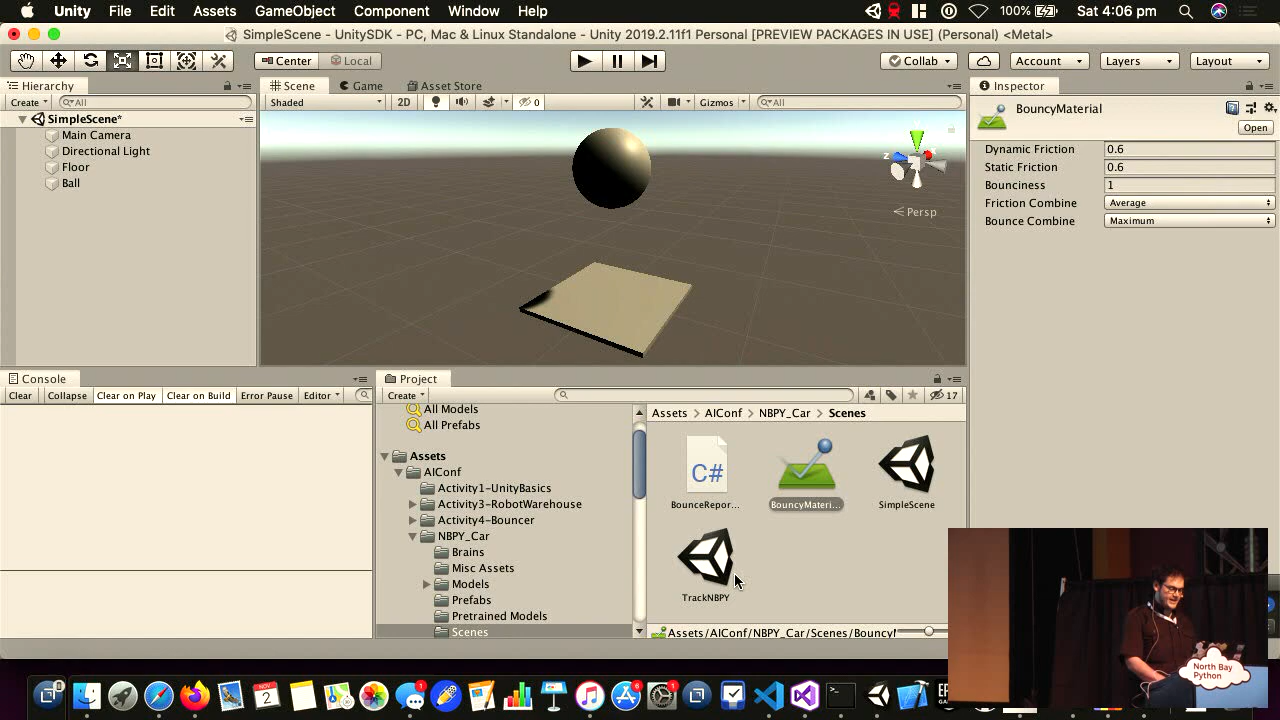 Unity File Edit Assets GameObject Component Window Help 100% Sat 4:06 pm
SimpleScene - UnitySDK - PC, Mac & Linux Standalone - Unity 2019.2.11f1 Personal [PREVIEW PACKAGES IN USE] (Personal) <Metal>
Center Local Collab Account Layers Layout
Hierarchy
Create All
SimpleScene*
Main Camera
Directional Light
Floor
Ball
Scene Game Asset Store
Shaded 2D 0 Gizmos All
z
Persp
Inspector
BouncyMaterial
Open
Dynamic Friction 0.6
Static Friction 0.6
Bounciness 1
Friction Combine Average
Bounce Combine Maximum
Console
Clear Collapse Clear on Play Clear on Build Error Pause Editor
Project
Create 17
All Models
All Prefabs
Assets
AIConf
Activity1-UnityBasics
Activity3-RobotWarehouse
Activity4-Bouncer
NBPY_Car
Brains
Misc Assets
Models
Prefabs
Pretrained Models
Scenes
Assets > AIConf > NBPY_Car > Scenes
C#
BounceRepor... BouncyMateri... SimpleScene
TrackNBPY
Assets/AIConf/NBPY_Car/Scenes/Bouncy
North Bay
Python
NOV
2